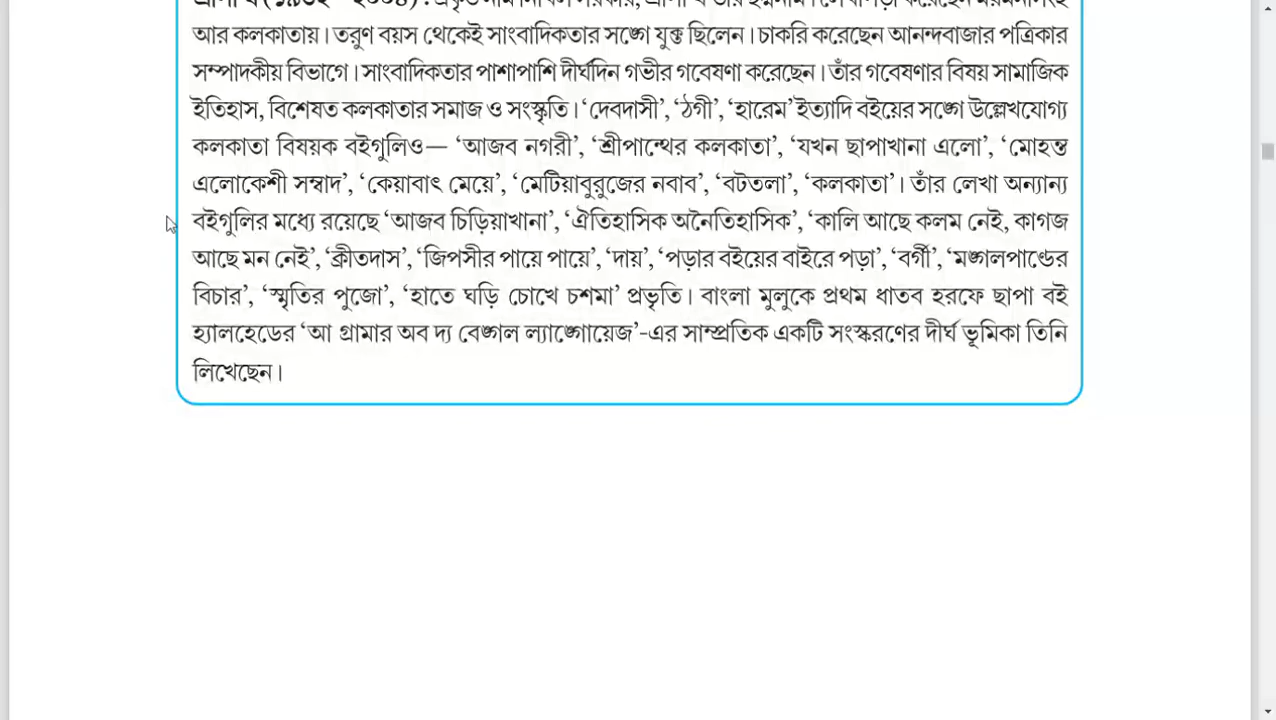 আর কলকাতায়। তরুণ বয়স থেকেই সাংবাদিকতার সঙ্গে যুক্ত ছিলেন। চাকরি করেছেন আনন্দবাজার পত্রিকার
সম্পাদকীয় বিভাগে। সাংবাদিকতার পাশাপাশি দীর্ঘদিন গভীর গবেষণা করেছেন। তাঁর গবেষণার বিষয় সামাজিক
ইতিহাস, বিশেষত কলকাতার সমাজ ও সংস্কৃতি। ‘দেবদাসী’, ‘ঠগী’, ‘হারেম’ ইত্যাদি বইয়ের সঙ্গে উল্লেখযোগ্য
কলকাতা বিষয়ক বইগুলিও— ‘আজব নগরী’, ‘শ্রীপান্থের কলকাতা’, ‘যখন ছাপাখানা এলো’, ‘মোহন্ত
এলোকেশী সম্বাদ’, ‘কেয়াবাৎ মেয়ে’, ‘মেটিয়াবুরুজের নবাব’, ‘বটতলা’, ‘কলকাতা’। তাঁর লেখা অন্যান্য
বইগুলির মধ্যে রয়েছে ‘আজব চিড়িয়াখানা’, ‘ঐতিহাসিক অনৈতিহাসিক’, ‘কালি আছে কলম নেই, কাগজ
আছে মন নেই’, ‘ক্রীতদাস’, ‘জিপসীর পায়ে পায়ে’, ‘দায়’, ‘পড়ার বইয়ের বাইরে পড়া’, ‘বর্গী’, ‘মঙ্গলপাণ্ডের
বিচার’, ‘স্মৃতির পুজো’, ‘হাতে ঘড়ি চোখে চশমা’ প্রভৃতি। বাংলা মুলুকে প্রথম ধাতব হরফে ছাপা বই
হ্যালহেডের ‘আ গ্রামার অব দ্য বেঙ্গল ল্যাঙ্গোয়েজ’-এর সাম্প্রতিক একটি সংস্করণের দীর্ঘ ভূমিকা তিনি
লিখেছেন।